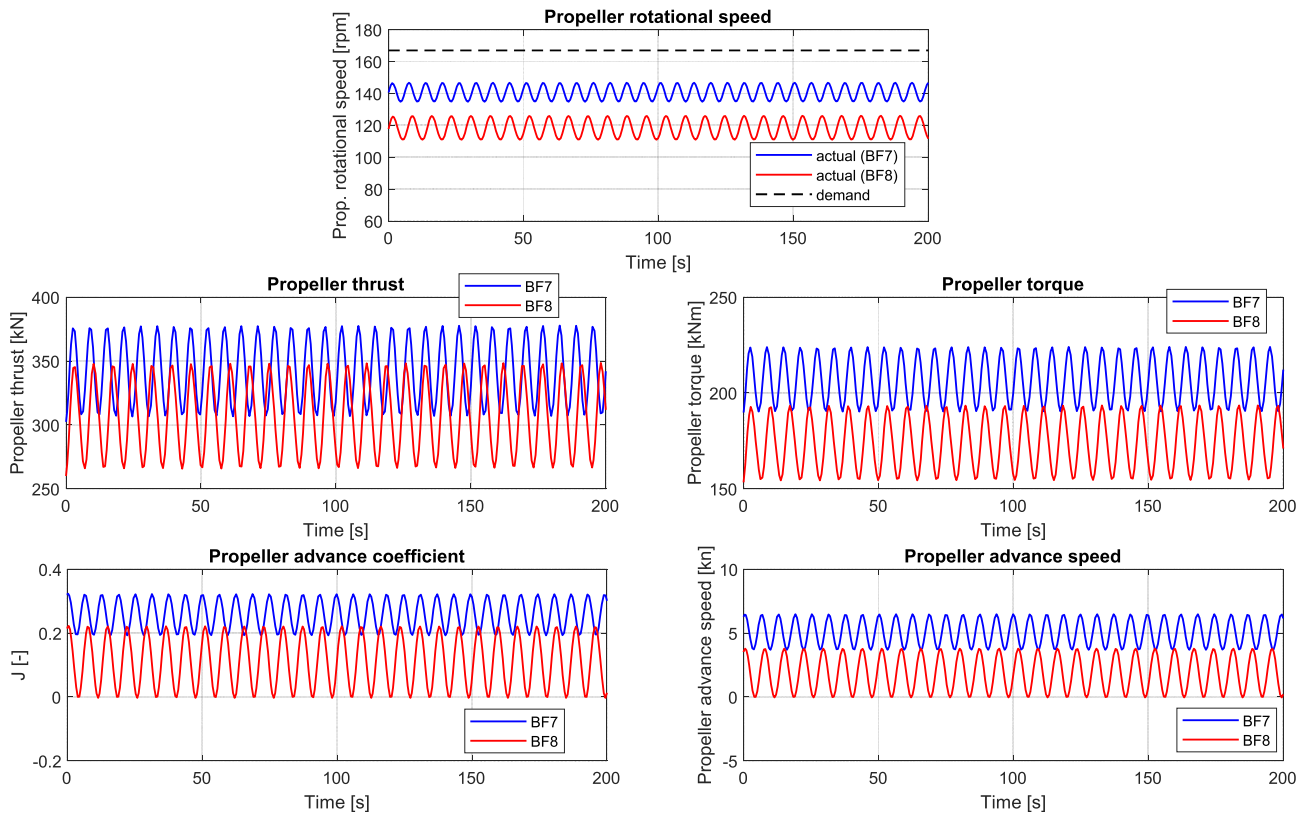 Propeller rotational speed
Prop. rotational speed [rpm]
180
160
140
120
100
80
60
actual (BF7)
actual (BF8)
demand
0 50 100 150 200
Time [s]
Propeller thrust
BF7
BF8
Propeller thrust [kN]
400
350
300
250
0 50 100 150 200
Time [s]
Propeller torque
BF7
BF8
Propeller torque [kNm]
250
200
150
0 50 100 150 200
Time [s]
Propeller advance coefficient
J [-]
0.4
0.2
0
-0.2
BF7
BF8
0 50 100 150 200
Time [s]
Propeller advance speed
Propeller advance speed [kn]
10
5
0
-5
BF7
BF8
0 50 100 150 200
Time [s]